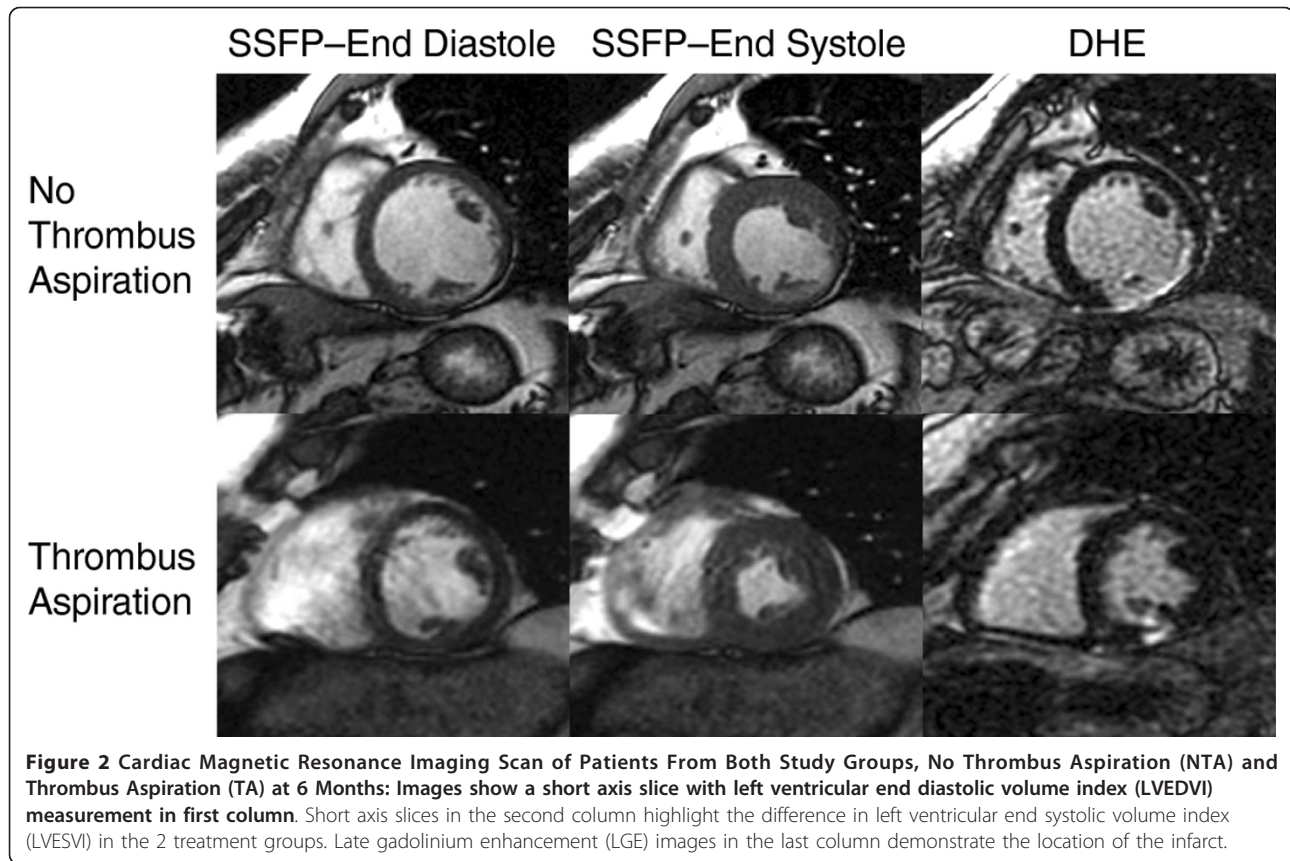 SSFP–End Diastole SSFP–End Systole DHE
No
Thrombus
Aspiration
Thrombus
Aspiration
Figure 2 Cardiac Magnetic Resonance Imaging Scan of Patients From Both Study Groups, No Thrombus Aspiration (NTA) and
Thrombus Aspiration (TA) at 6 Months: Images show a short axis slice with left ventricular end diastolic volume index (LVEDVI)
measurement in first column. Short axis slices in the second column highlight the difference in left ventricular end systolic volume index
(LVESVI) in the 2 treatment groups. Late gadolinium enhancement (LGE) images in the last column demonstrate the location of the infarct.